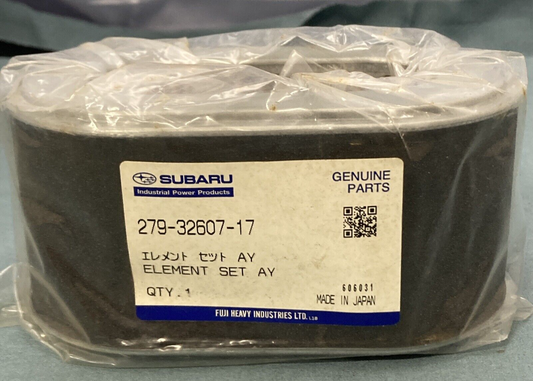 SUBARU
Industrial Power Products
GENUINE
PARTS
279-32607-17
エレメント セット AY
ELEMENT SET AY
QTY. 1
606031
MADE IN JAPAN
FUJI HEAVY INDUSTRIES LTD.